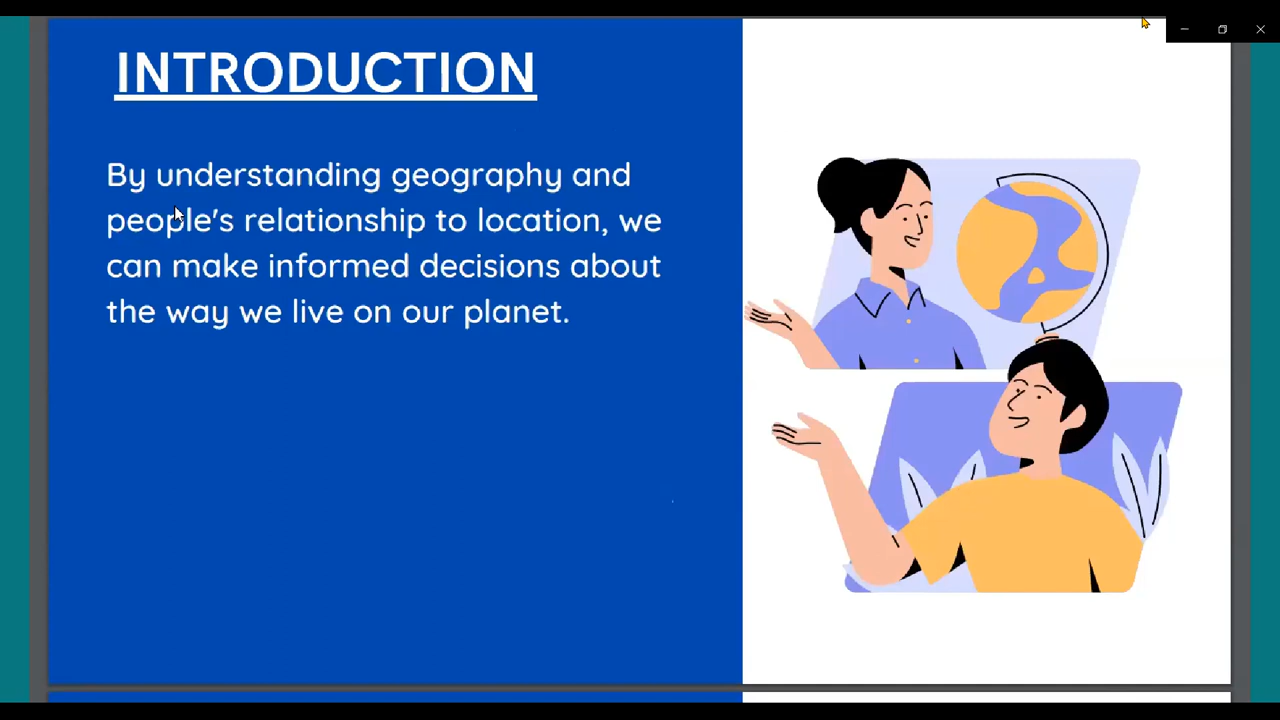 INTRODUCTION
By understanding geography and
people's relationship to location, we
can make informed decisions about
the way we live on our planet.